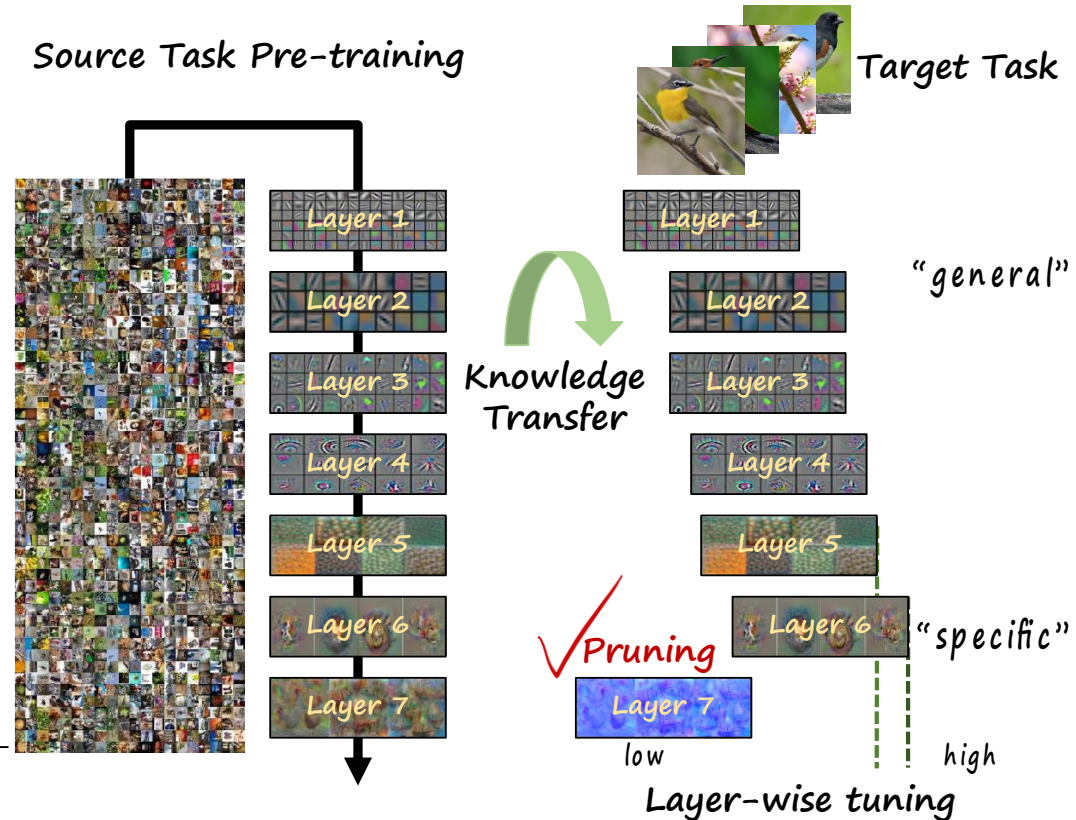 Source Task Pre-training
Target Task
Layer 1
Layer 2
Layer 3
Layer 4
Layer 5
Layer 6
Layer 7
Knowledge
Transfer
Layer 1
Layer 2
Layer 3
Layer 4
Layer 5
Layer 6
Layer 7
"general"
"specific"
Pruning
low
high
Layer-wise tuning